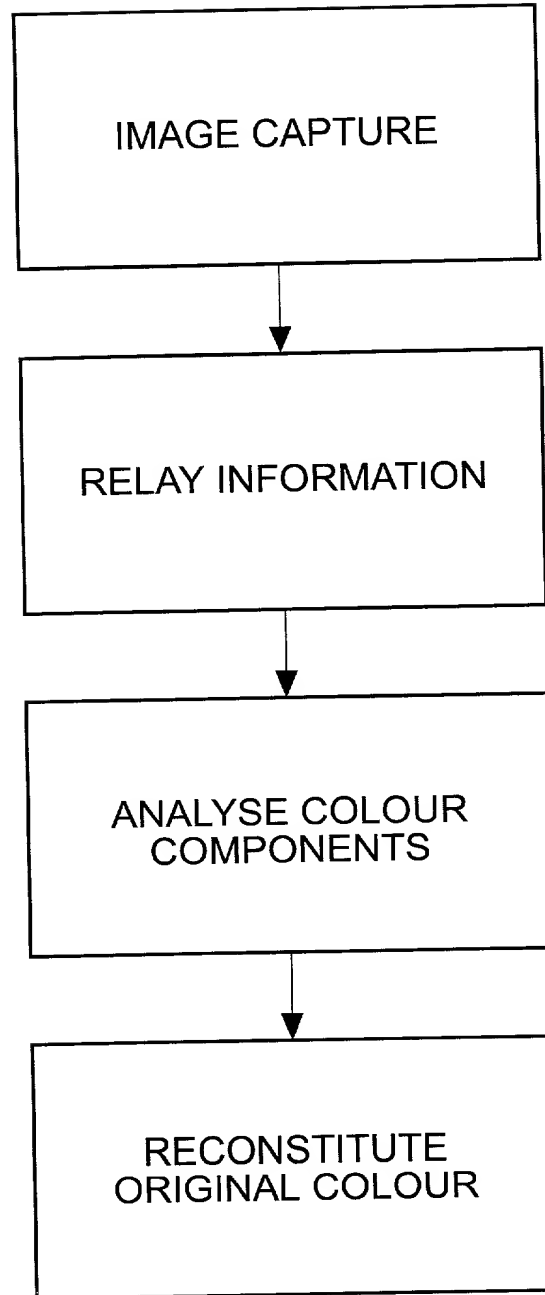 IMAGE CAPTURE
RELAY INFORMATION
ANALYSE COLOUR
COMPONENTS
RECONSTITUTE
ORIGINAL COLOUR